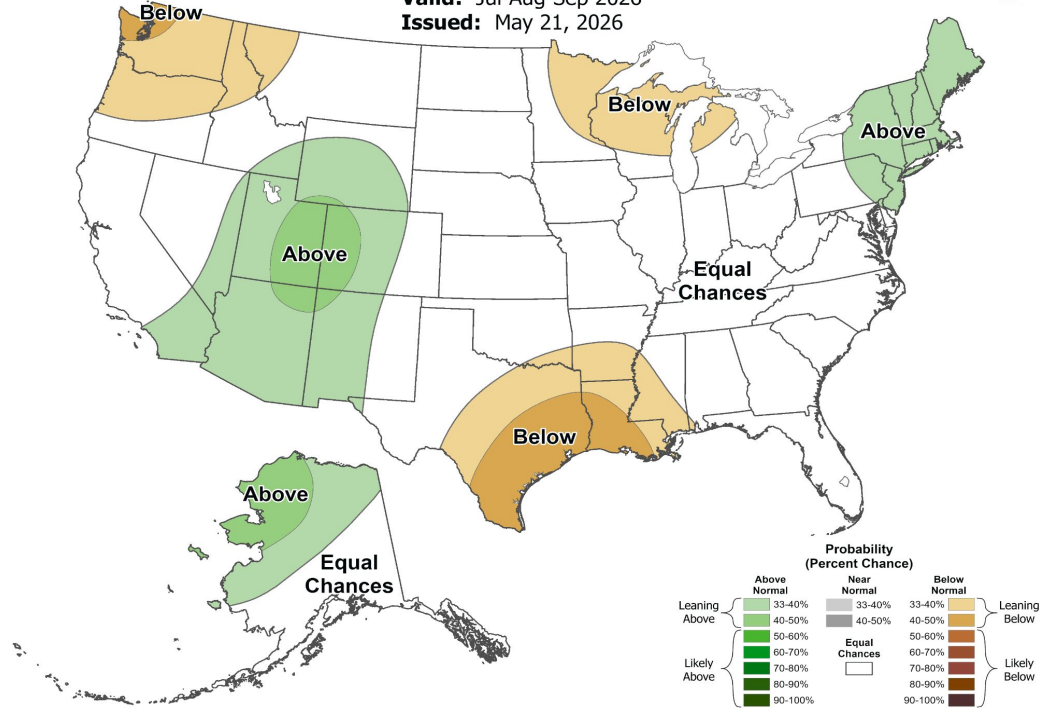 Valid: Jul Aug Sep 2026
Issued: May 21, 2026
Below
Below
Above
Above
Equal
Chances
Below
Above
Equal
Chances
Probability
(Percent Chance)
Above
Normal
Near
Normal
Below
Normal
Leaning
Above
33-40%
40-50%
50-60%
60-70%
70-80%
80-90%
90-100%
Likely
Above
33-40%
40-50%
Equal
Chances
33-40%
40-50%
50-60%
60-70%
70-80%
80-90%
90-100%
Leaning
Below
Likely
Below